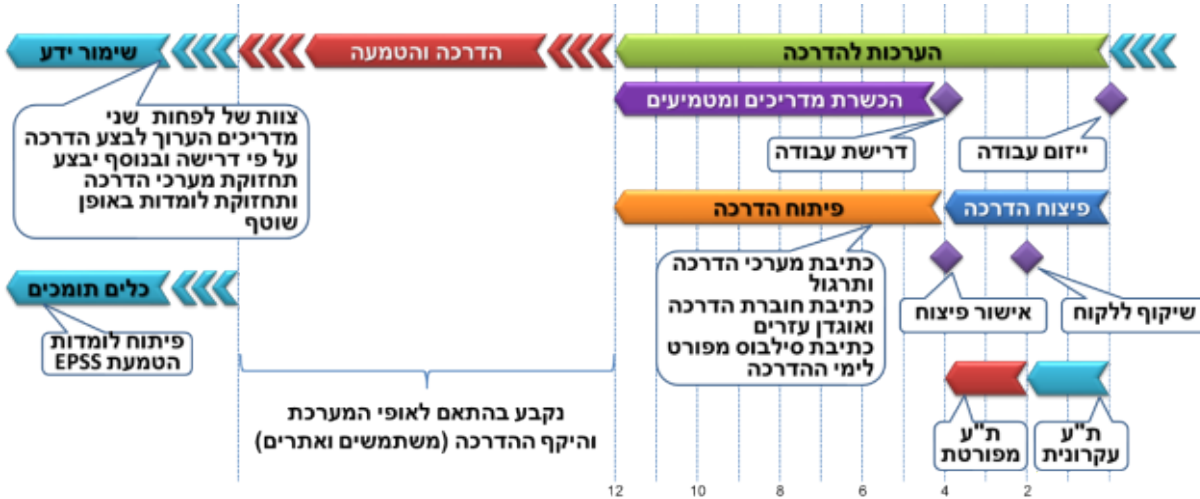 הערכות להדרכה
הדרכה והטמעה
שימור ידע
הכשרת מדריכים ומטמיעים
צוות של לפחות שני
מדריכים הערוך לבצע הדרכה
על פי דרישה ובנוסף יבצע
תחזוקת מערכי הדרכה
ותחזוקת לומדות באופן
שוטף
ייזום עבודה
דרישת עבודה
פיצוח הדרכה
פיתוח הדרכה
כתיבת מערכי הדרכה
ותרגול
כתיבת חוברת הדרכה
ואוגדן עזרים
כתיבת סילבוס מפורט
לימי ההדרכה
שיקוף ללקוח
אישור פיצוח
כלים תומכים
פיתוח לומדות
הטמעת EPSS
נקבע בהתאם לאופי המערכת
והיקף ההדרכה (משתמשים ואתרים)
ת"ע
עקרונית
ת"ע
מפורטת
12 10 8 6 4 2